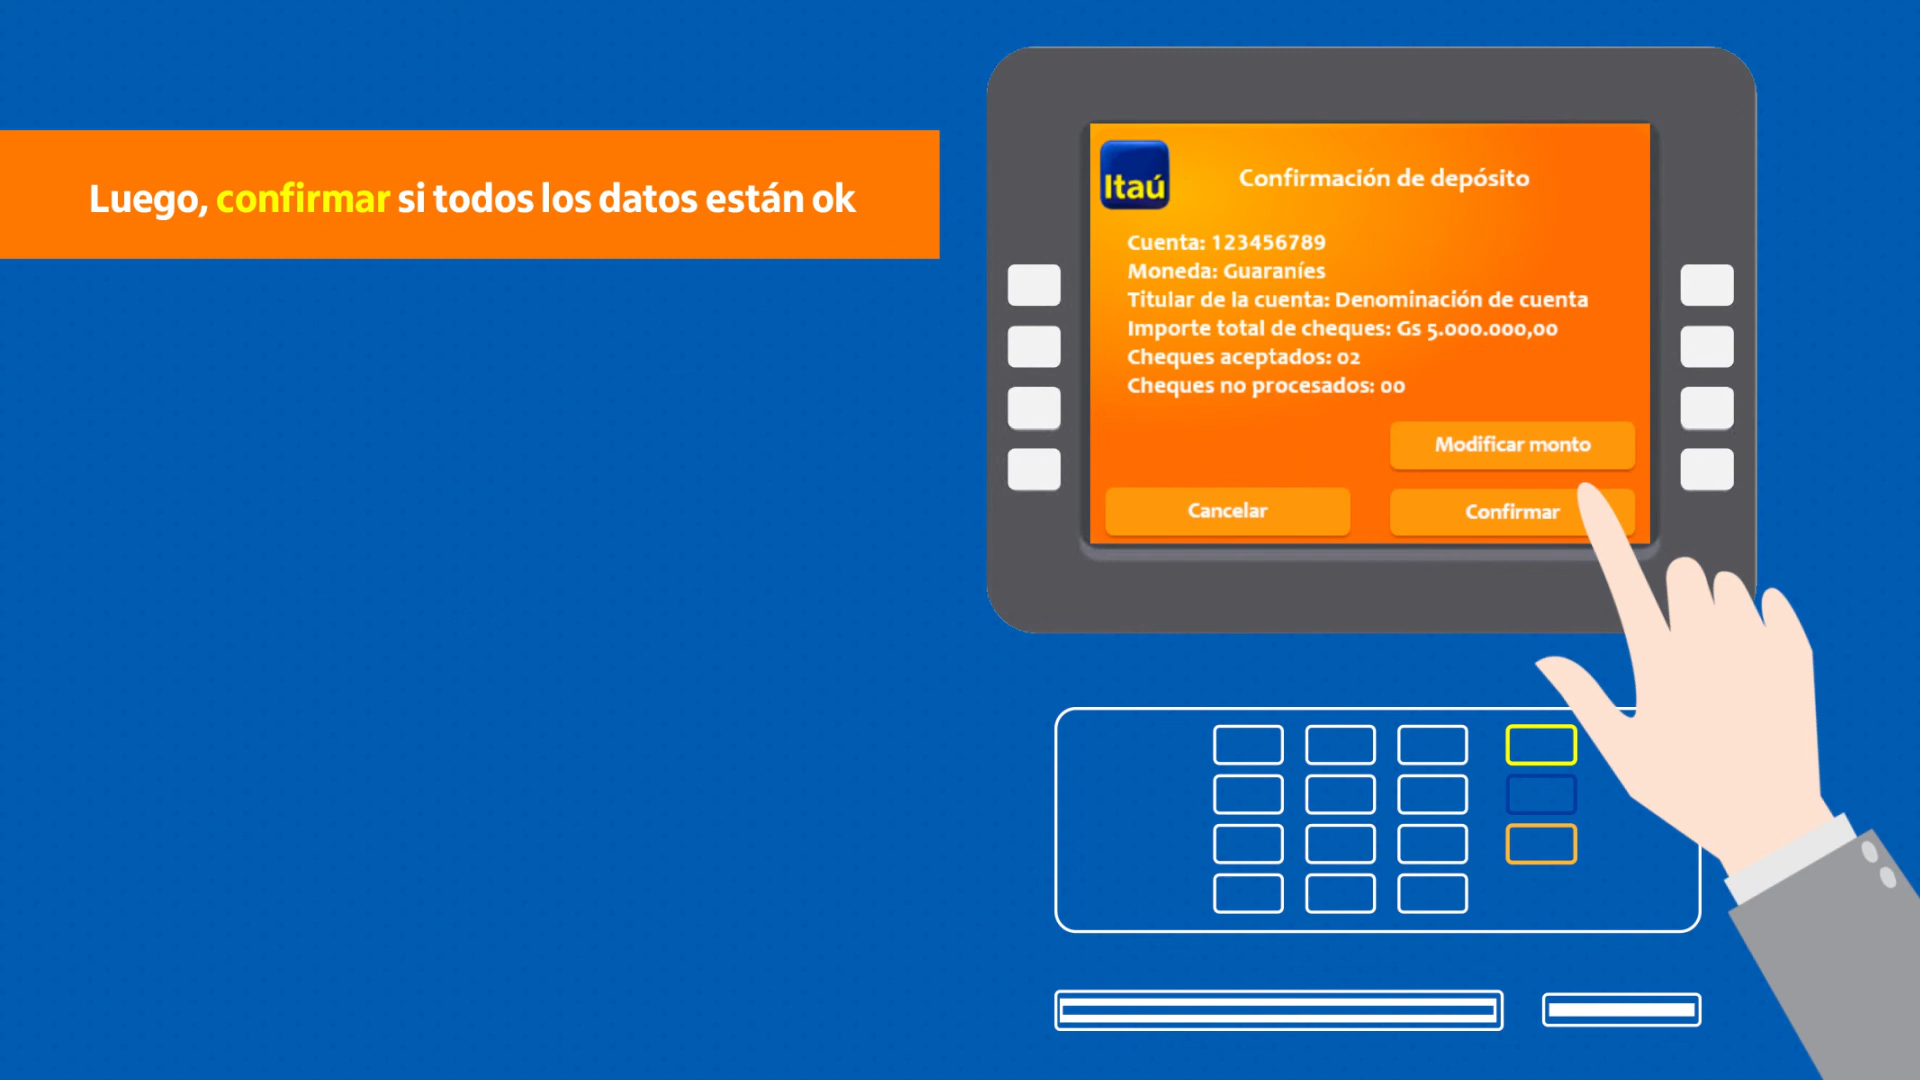 Luego, confirmar si todos los datos están ok
Itaú
Confirmación de depósito
Cuenta: 123456789
Moneda: Guaraníes
Titular de la cuenta: Denominación de cuenta
Importe total de cheques: Gs 5.000.000,00
Cheques aceptados: 02
Cheques no procesados: 00
Modificar monto
Cancelar
Confirmar